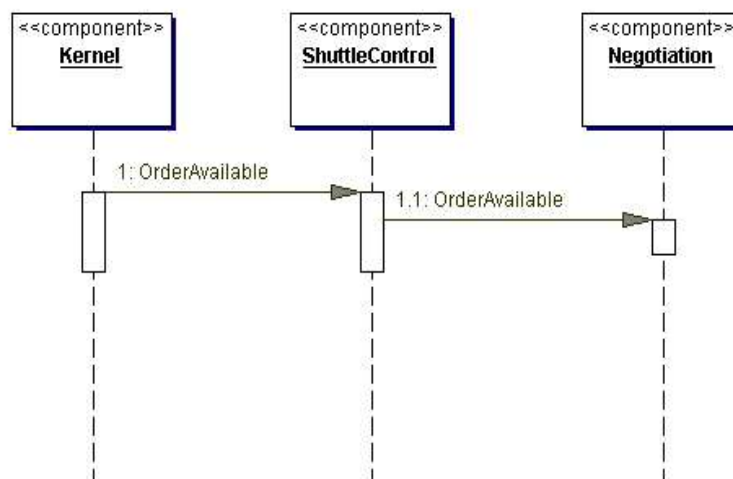 <<component>>
Kernel
<<component>>
ShuttleControl
<<component>>
Negotiation
1: OrderAvailable
1.1: OrderAvailable